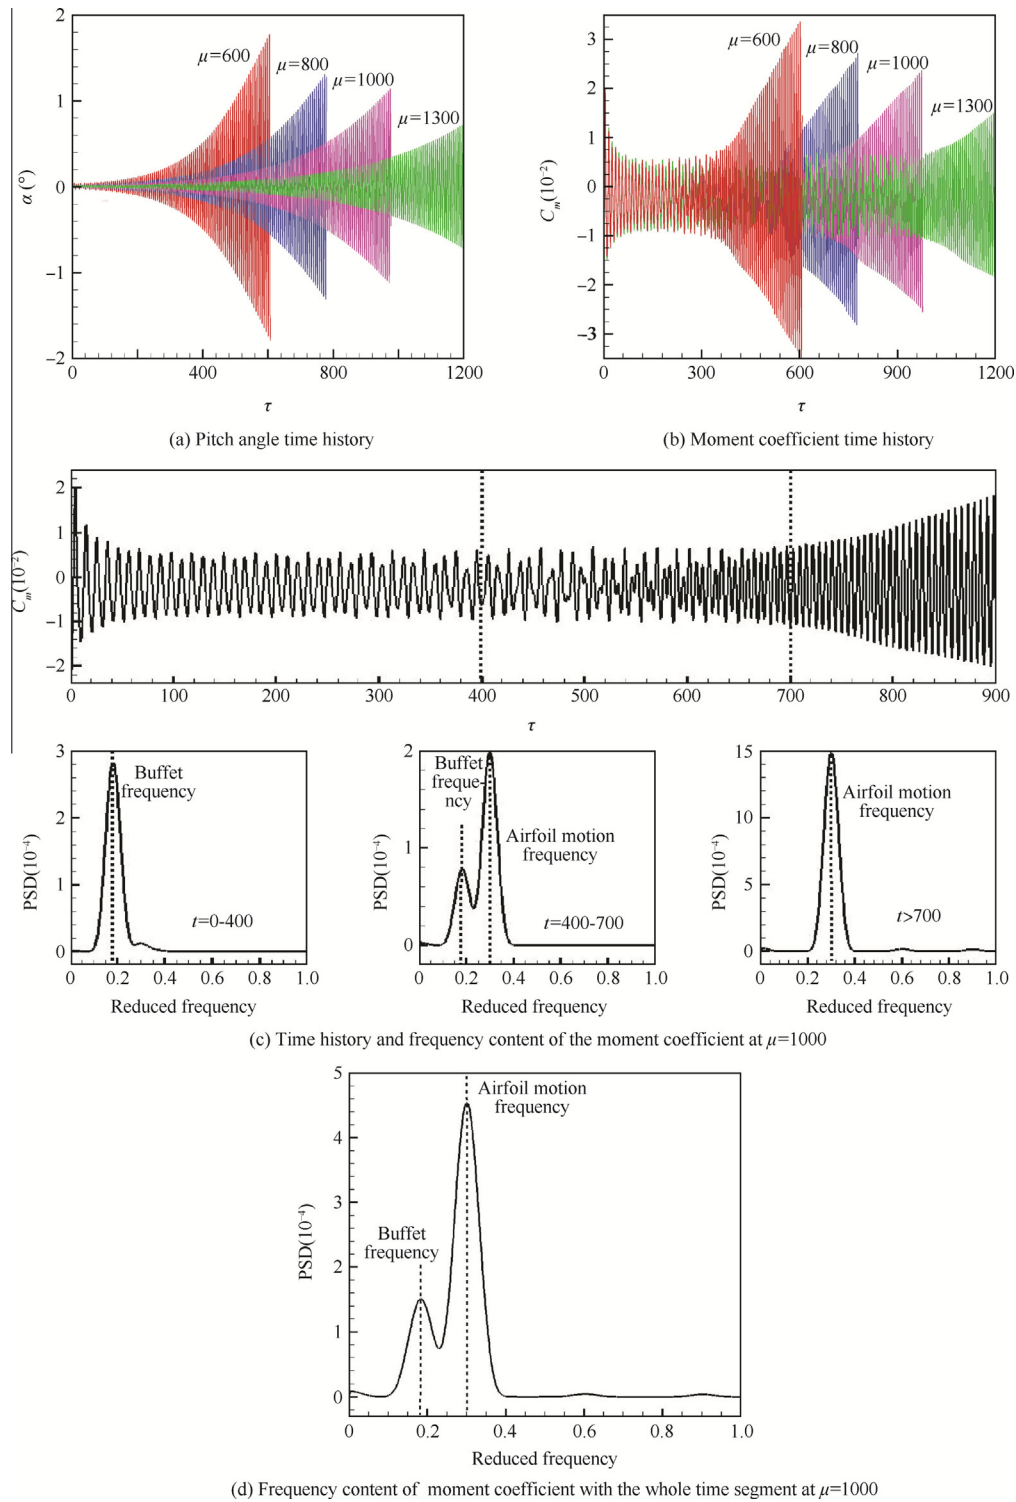 2
1
0
−1
−2
α (°)
μ=600
μ=800
μ=1000
μ=1300
0
400
800
1200
τ
(a) Pitch angle time history
3
2
1
0
−1
−2
−3
C_m(10⁻²)
μ=600
μ=800
μ=1000
μ=1300
0
300
600
900
1200
τ
(b) Moment coefficient time history
2
1
0
−1
−2
C_m(10⁻²)
0
100
200
300
400
500
600
700
800
900
τ
3
2
1
0
PSD(10⁻⁴)
Buffet
frequency
t=0-400
0
0.2
0.4
0.6
0.8
1.0
Reduced frequency
2
1
0
PSD(10⁻⁴)
Buffet
freque-
ncy
Airfoil motion
frequency
t=400-700
0
0.2
0.4
0.6
0.8
1.0
Reduced frequency
15
10
5
0
PSD(10⁻⁴)
Airfoil motion
frequency
t>700
0
0.2
0.4
0.6
0.8
1.0
Reduced frequency
(c) Time history and frequency content of the moment coefficient at μ=1000
5
4
3
2
1
0
PSD(10⁻⁴)
Airfoil motion
frequency
Buffet
frequency
0
0.2
0.4
0.6
0.8
1.0
Reduced frequency
(d) Frequency content of moment coefficient with the whole time segment at μ=1000